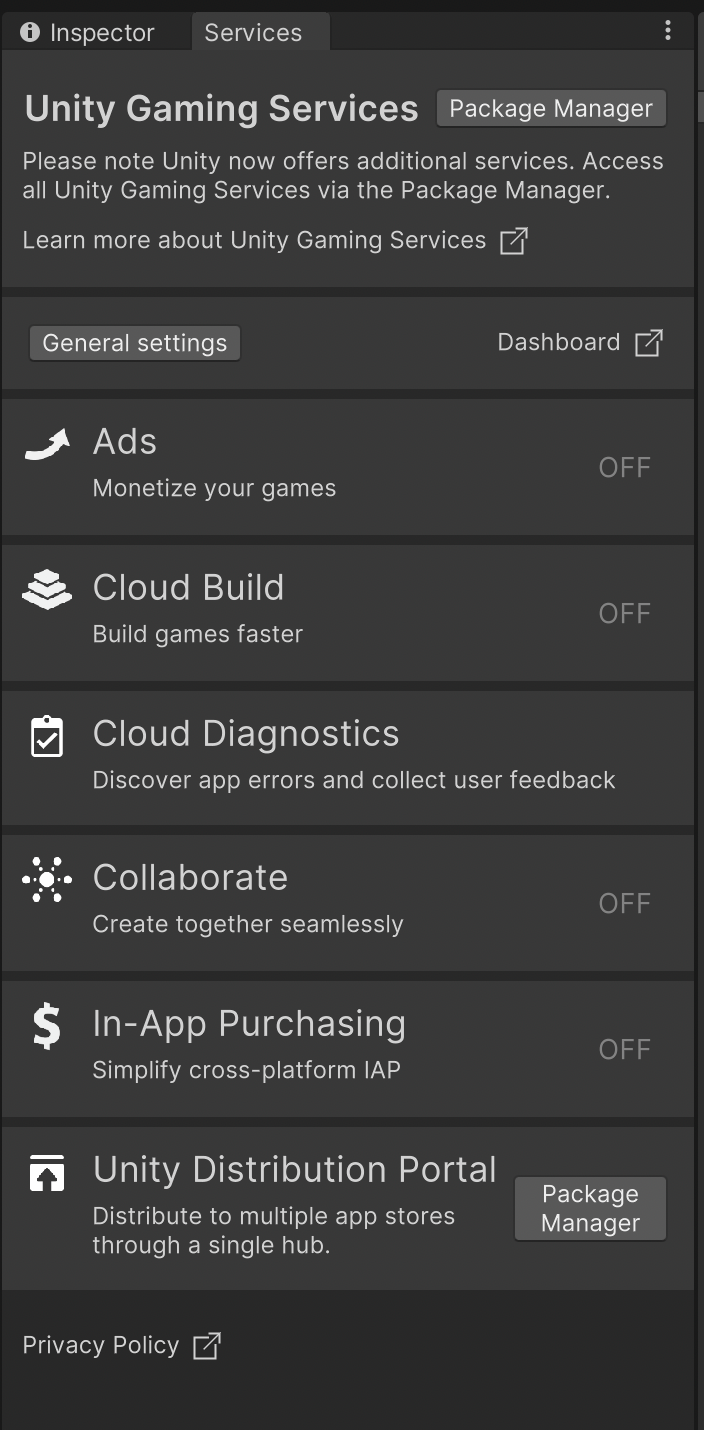 Inspector
Services
Unity Gaming Services
Package Manager
Please note Unity now offers additional services. Access
all Unity Gaming Services via the Package Manager.
Learn more about Unity Gaming Services
General settings
Dashboard
Ads
Monetize your games
OFF
Cloud Build
Build games faster
OFF
Cloud Diagnostics
Discover app errors and collect user feedback
Collaborate
Create together seamlessly
OFF
In-App Purchasing
Simplify cross-platform IAP
OFF
Unity Distribution Portal
Distribute to multiple app stores
through a single hub.
Package
Manager
Privacy Policy